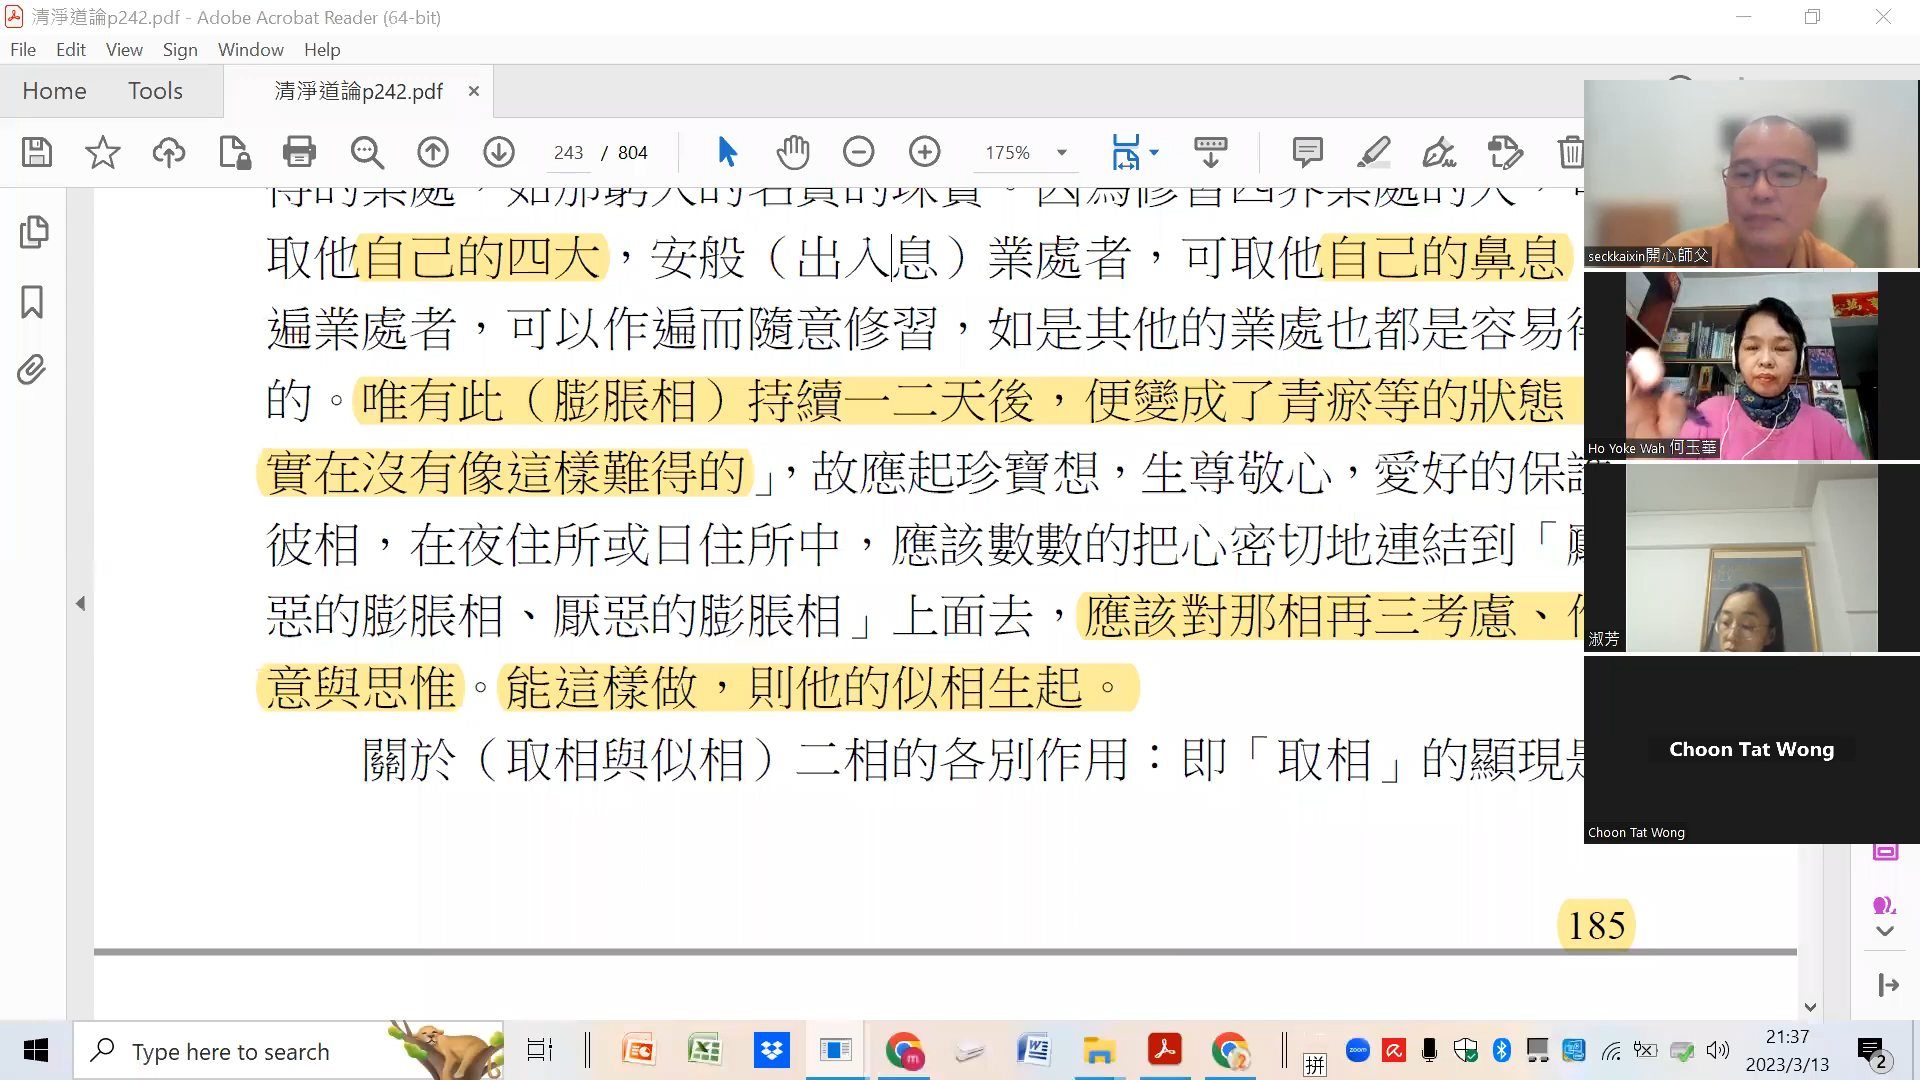 清淨道論p242.pdf - Adobe Acrobat Reader (64-bit)
File Edit View Sign Window Help
Home Tools 清淨道論p242.pdf ×
243 / 804 175%
取他自己的四大，安般（出入息）業處者，可取他自己的鼻息
遍業處者，可以作遍而隨意修習，如是其他的業處也都是容易
的。唯有此（膨脹相）持續一二天後，便變成了青瘀等的狀態
實在沒有像這樣難得的」，故應起珍寶想，生尊敬心，愛好的保
彼相，在夜住所或日住所中，應該數數的把心密切地連結到「
惡的膨脹相、厭惡的膨脹相」上面去，應該對那相再三考慮、
意與思惟。能這樣做，則他的似相生起。
關於（取相與似相）二相的各別作用：即「取相」的顯現
185
seckkaixin開心師父
Ho Yoke Wah 何玉華
淑芳
Choon Tat Wong
Choon Tat Wong
Type here to search
拼
zoom
21:37
2023/3/13
2